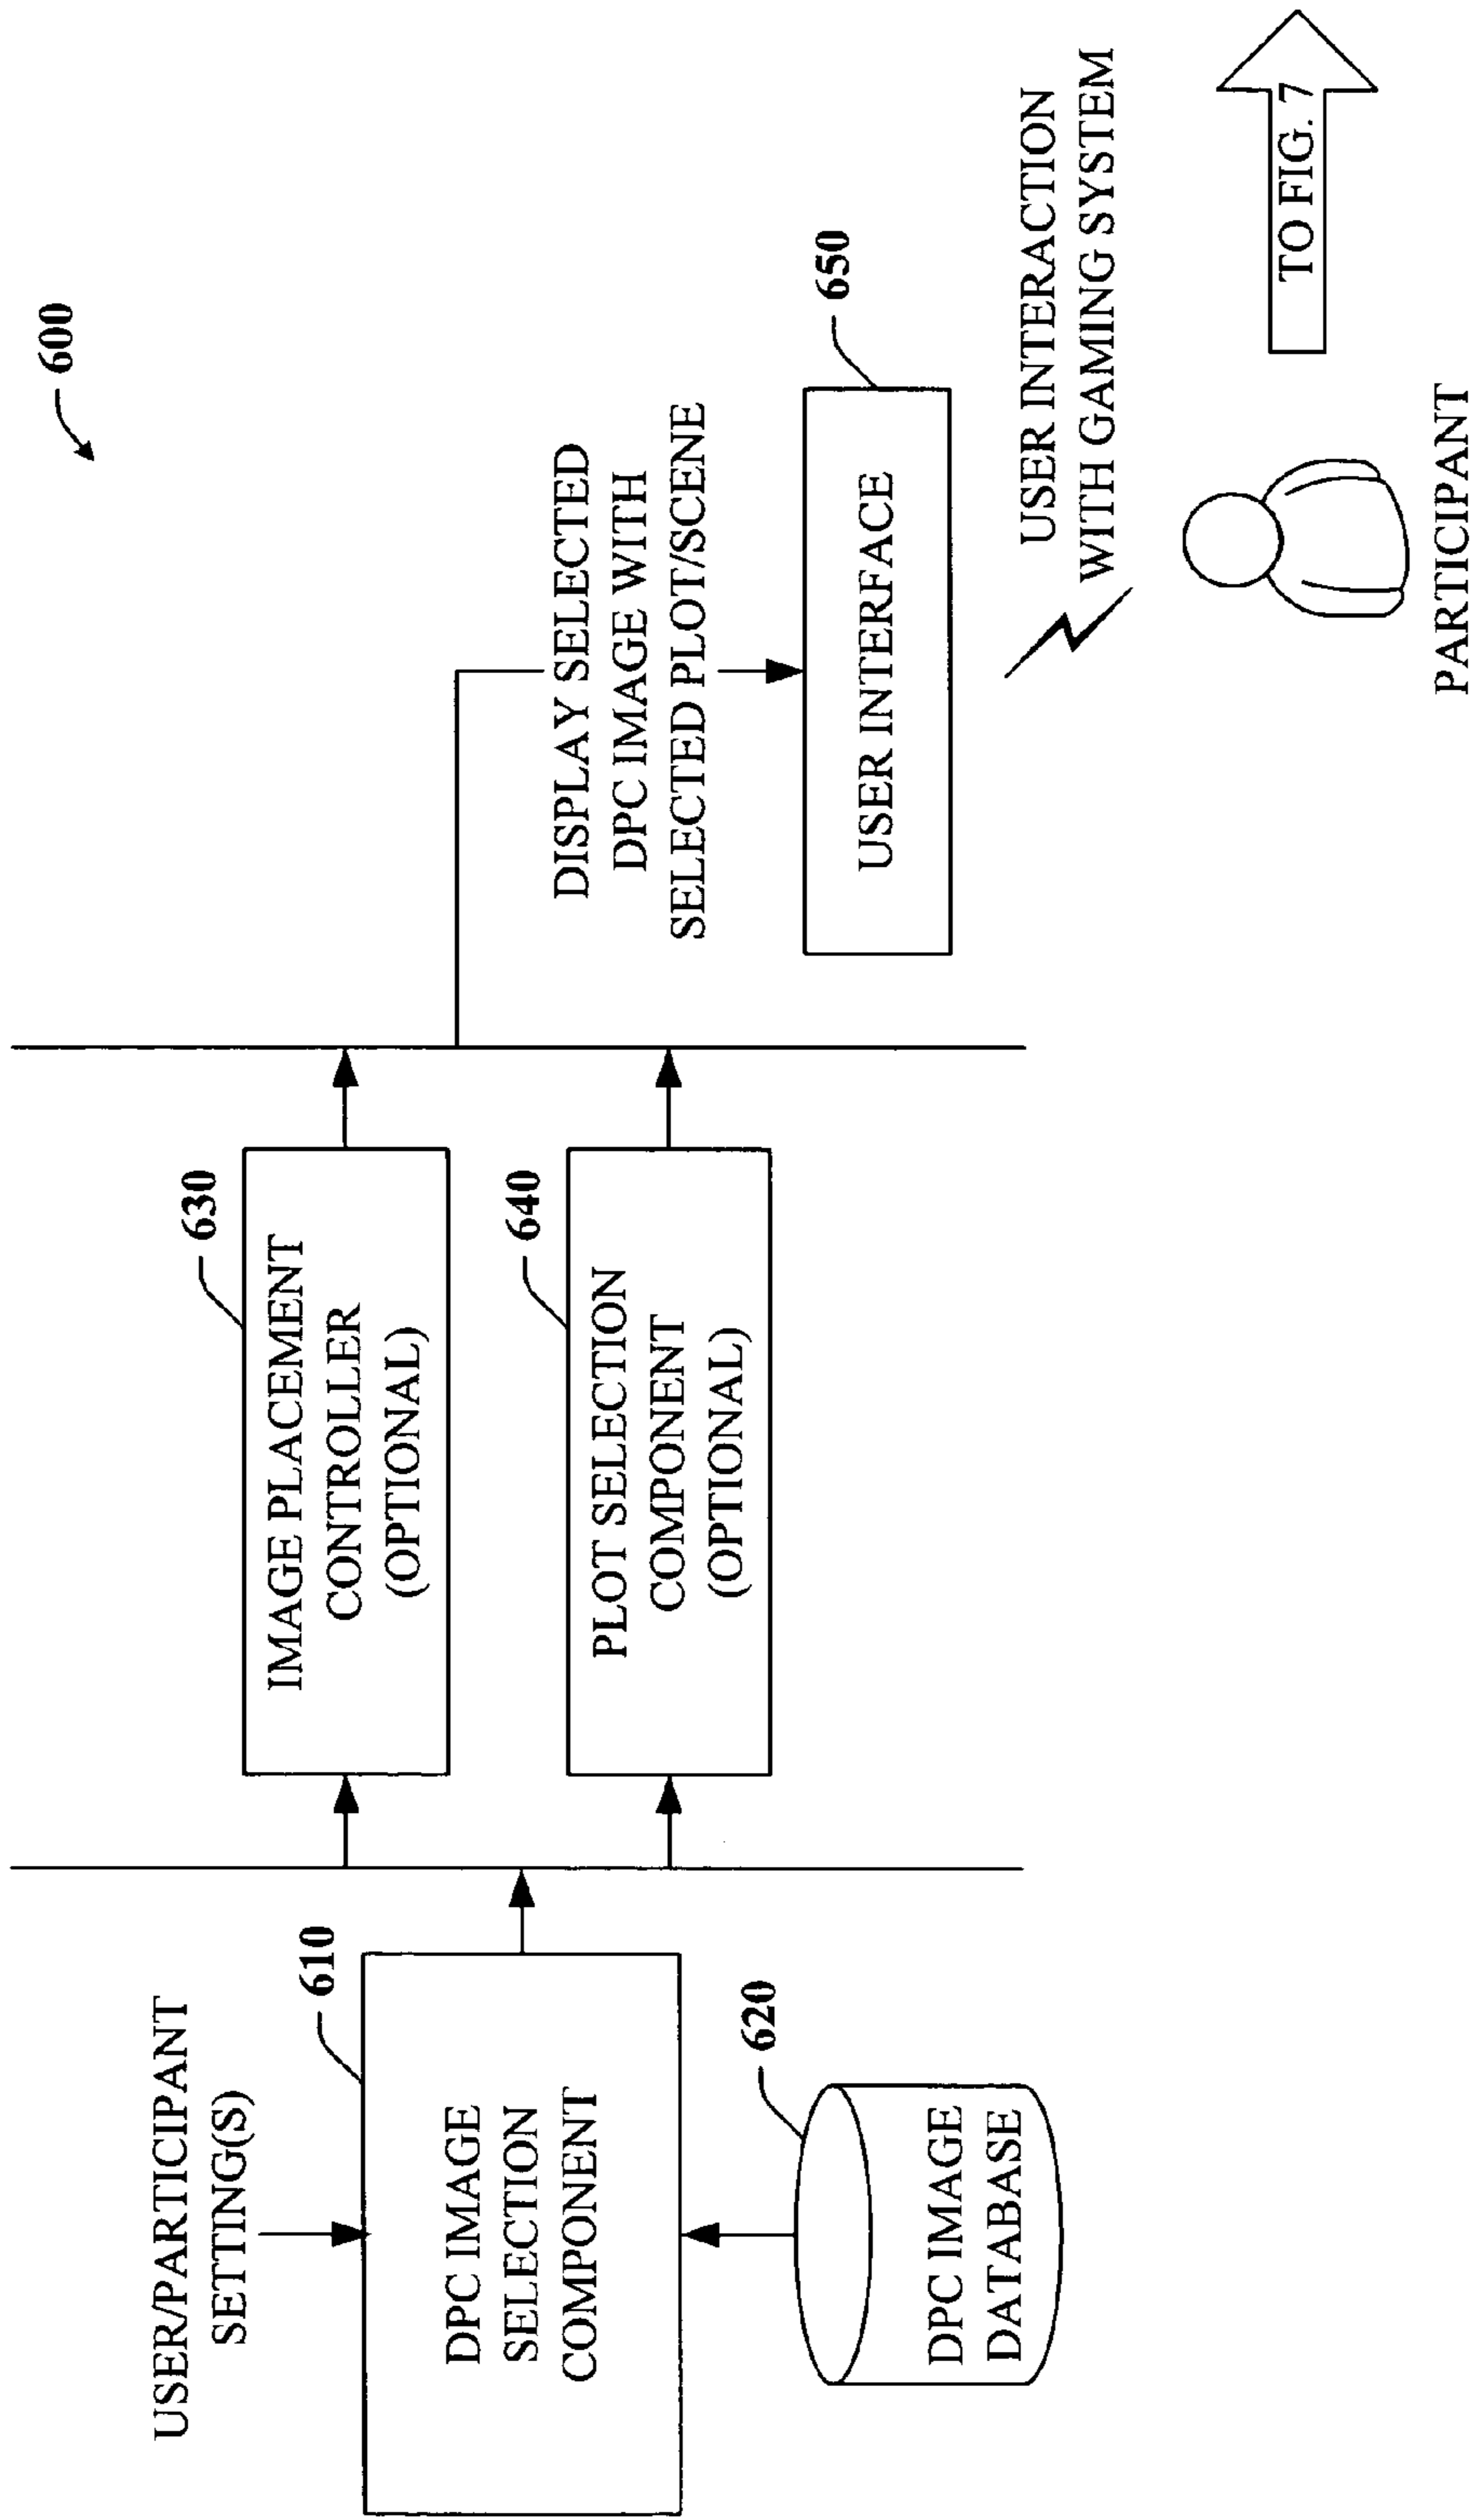 600
USER/PARTICIPANT
SETTING(S)
610
DPC IMAGE
SELECTION
COMPONENT
620
DPC IMAGE
DATABASE
630
IMAGE PLACEMENT
CONTROLLER
(OPTIONAL)
640
PLOT SELECTION
COMPONENT
(OPTIONAL)
DISPLAY SELECTED
DPC IMAGE WITH
SELECTED PLOT/SCENE
650
USER INTERFACE
USER INTERACTION
WITH GAMING SYSTEM
PARTICIPANT
TO FIG. 7